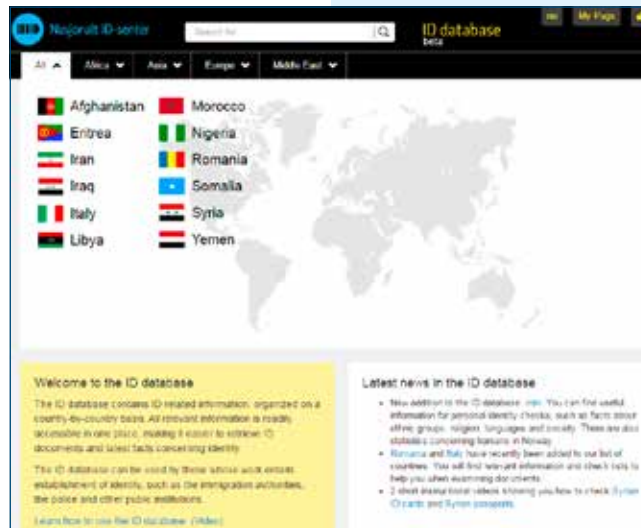 Nasjonalt ID-senter
Search for
ID database
beta
no
My Page
All
Africa
Asia
Europe
Middle East
Afghanistan
Eritrea
Iran
Iraq
Italy
Libya
Morocco
Nigeria
Romania
Somalia
Syria
Yemen
Welcome to the ID database
The ID database contains ID related information, organized on a
country-by-country basis. All relevant information is readily
accessible in one place, making it easier to retrieve ID
documents and latest facts concerning identity.
The ID database can be used by those whose work entails
establishment of identity, such as the immigration authorities,
the police and other public institutions.
Learn how to use the ID database (Video)
Latest news in the ID database
New addition to the ID database: Iran. You can find useful
information for personal identity checks, such as facts about
ethnic groups, religion, languages and society. There are also
statistics concerning Iranians in Norway.
Romania and Italy have recently been added to our list of
countries. You will find relevant information and check lists to
help you when examining documents.
2 short instructional videos showing you how to check Syrian
ID cards and Syrian passports.